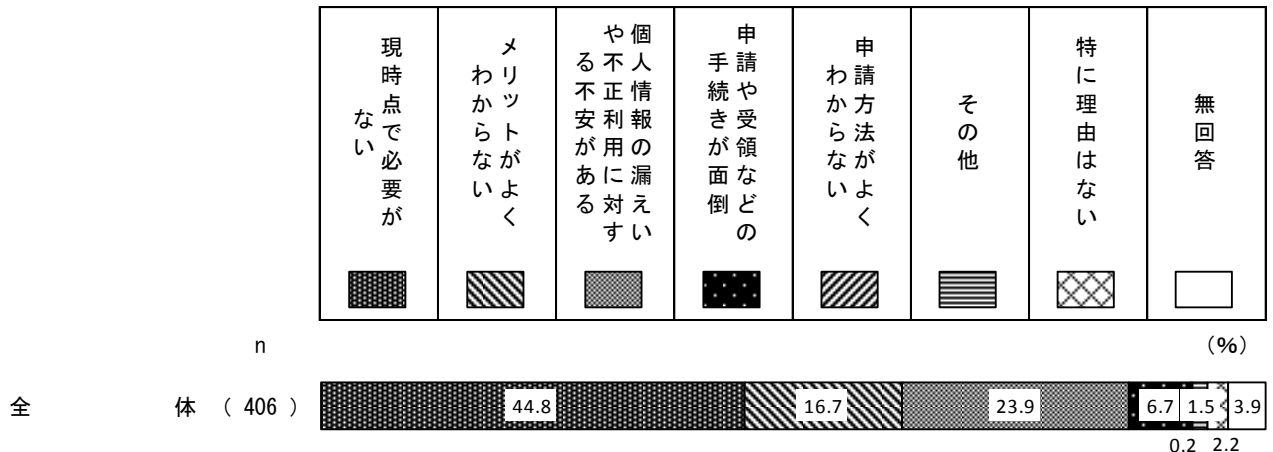 現時点で必要が
ない
メリットがよく
わからない
個人情報の漏えい
や不正利用に対す
る不安がある
申請や受領などの
手続きが面倒
申請方法がよく
わからない
その他
特に理由はない
無回答
n
(%)
全体 ( 406 )
44.8
16.7
23.9
6.7
1.5
3.9
0.2
2.2